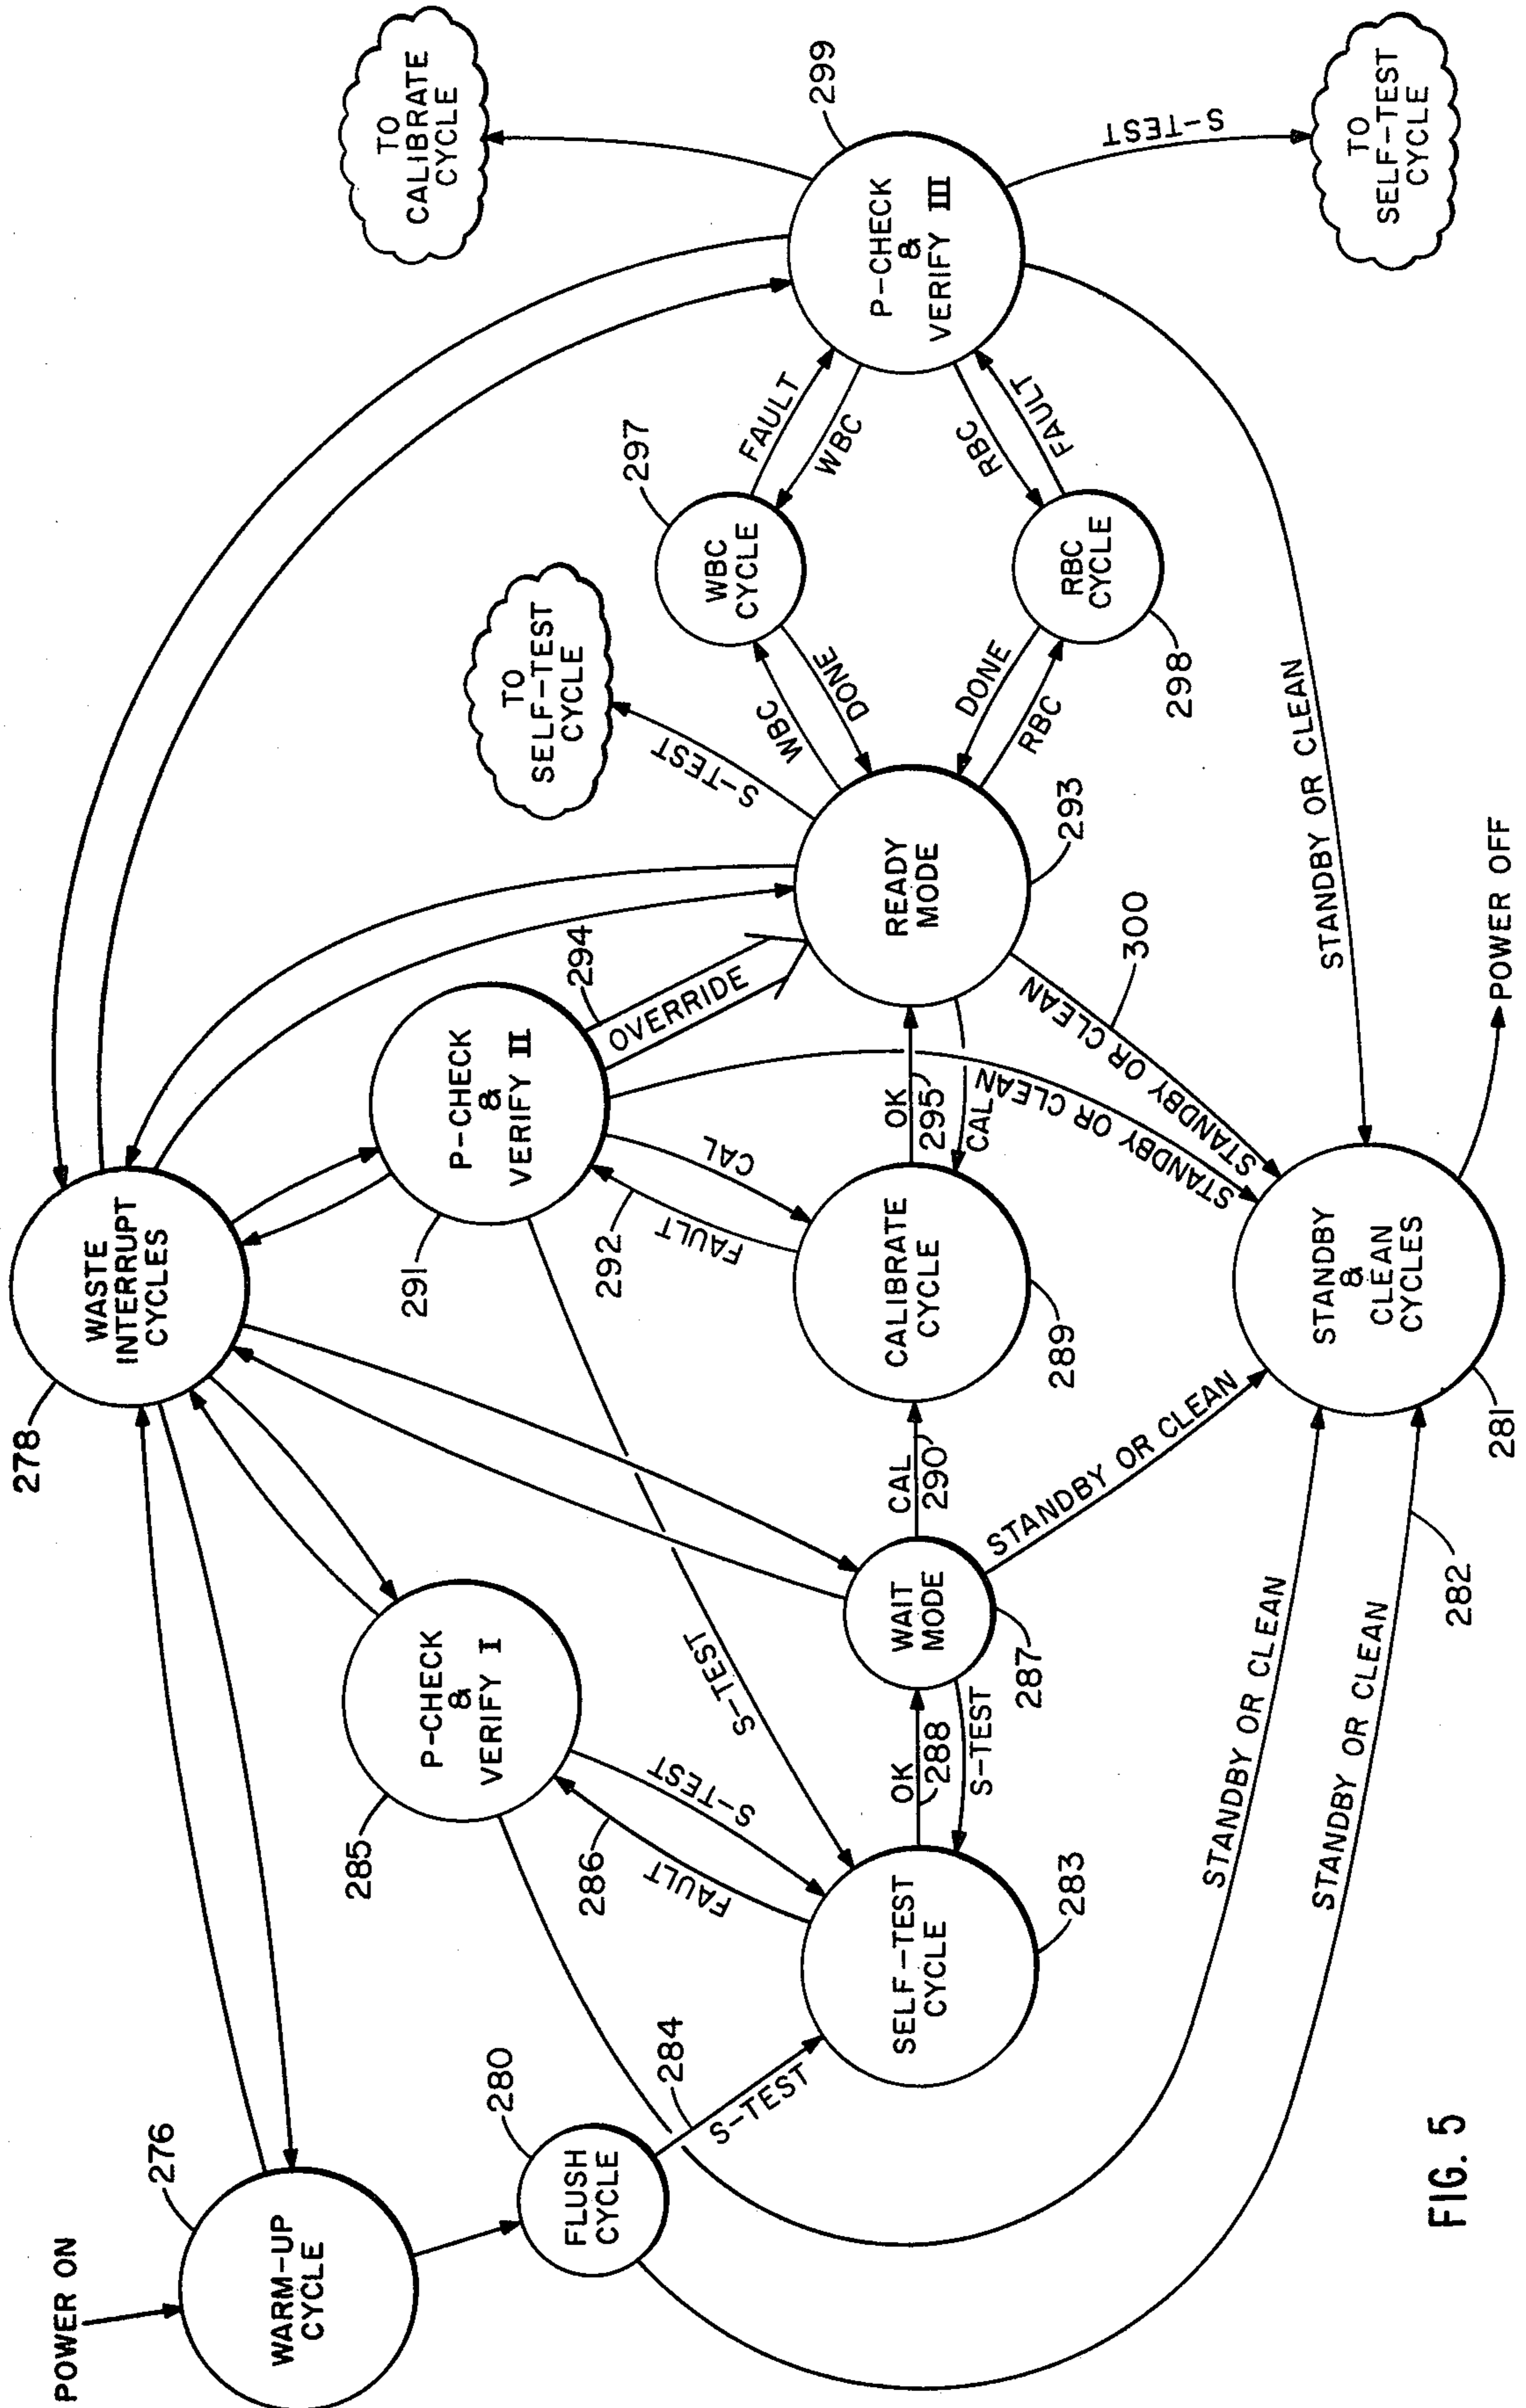 POWER ON
WARM-UP
CYCLE
276
FLUSH
CYCLE
280
S-TEST
284
SELF-TEST
CYCLE
283
P-CHECK
&
VERIFY I
285
FAULT
286
S-TEST
S-TEST
OK
288
S-TEST
WAIT
MODE
287
CAL
290
STANDBY OR CLEAN
STANDBY OR CLEAN
STANDBY OR CLEAN
282
WASTE
INTERRUPT
CYCLES
278
P-CHECK
&
VERIFY II
291
FAULT
292
CAL
OVERRIDE
294
CALIBRATE
CYCLE
289
OK
295
CAL
STANDBY OR CLEAN
STANDBY OR CLEAN
300
STANDBY
&
CLEAN
CYCLES
281
POWER OFF
READY
MODE
293
S-TEST
TO
SELF-TEST
CYCLE
WBC
DONE
DONE
RBC
WBC
CYCLE
297
RBC
CYCLE
298
FAULT
WBC
RBC
FAULT
P-CHECK
&
VERIFY III
299
TO
CALIBRATE
CYCLE
S-TEST
TO
SELF-TEST
CYCLE
STANDBY OR CLEAN
FIG. 5